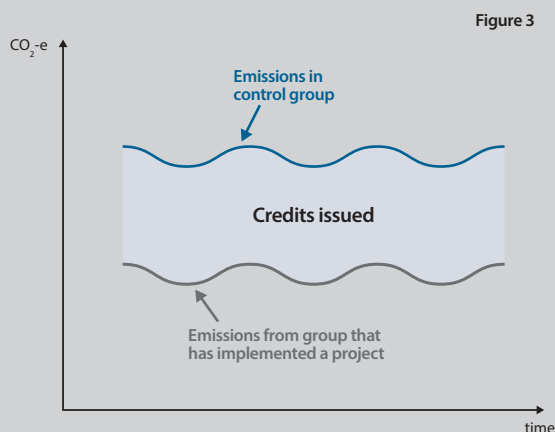 Figure 3
CO2-e
Emissions in
control group
Credits issued
Emissions from group that
has implemented a project
time